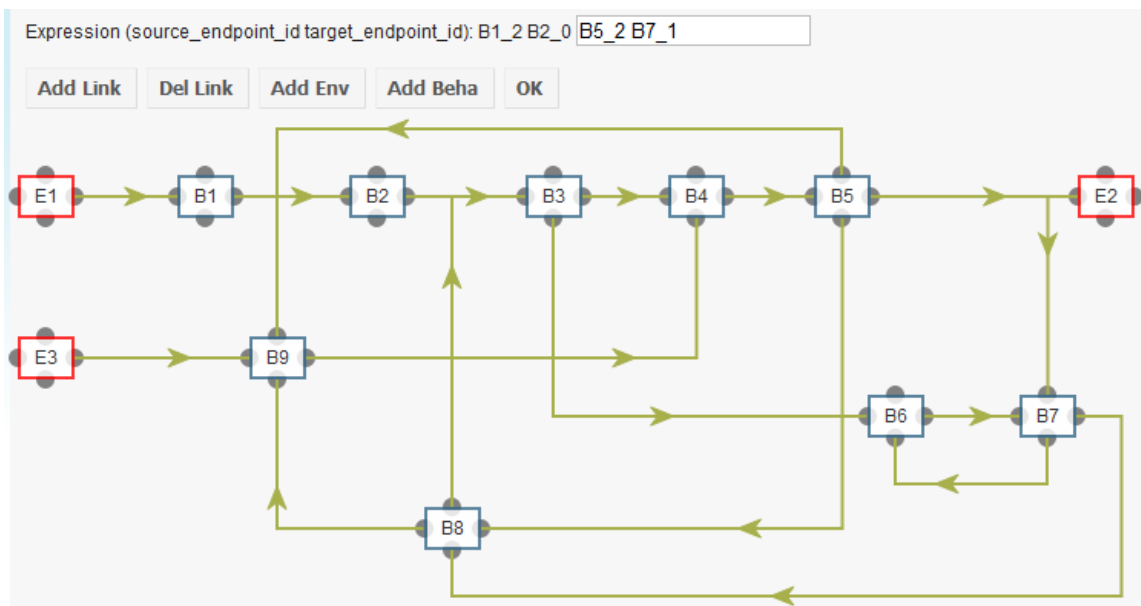 Expression (source_endpoint_id target_endpoint_id): B1_2 B2_0 B5_2 B7_1
Add Link Del Link Add Env Add Beha OK
E1 B1 B2 B3 B4 B5 E2
E3 B9
B6 B7
B8